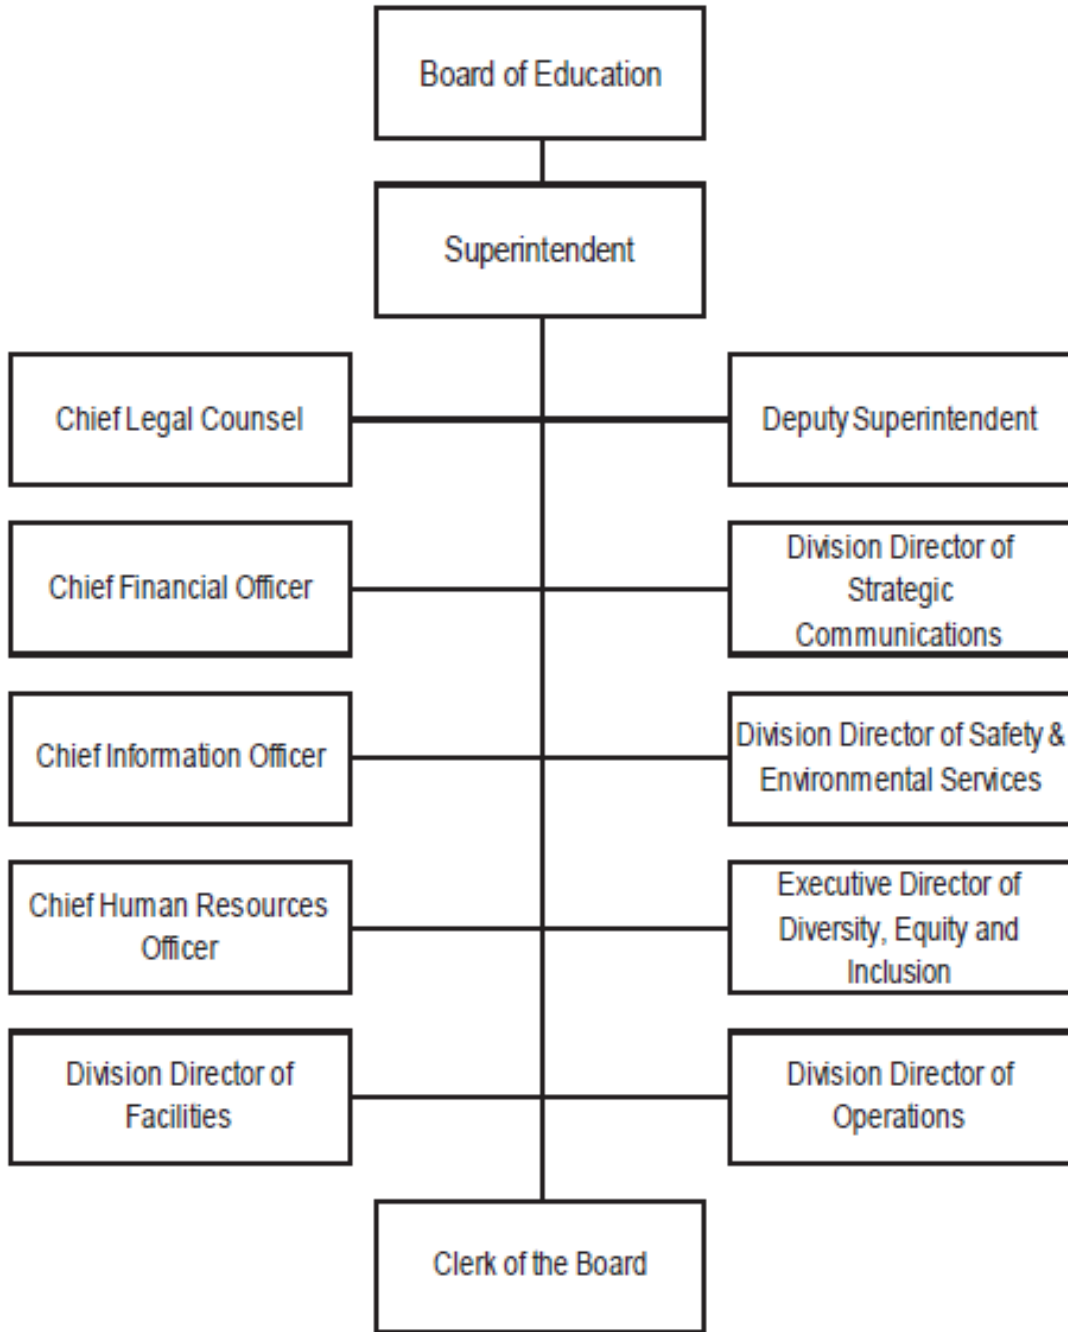 Board of Education
Superintendent
Chief Legal Counsel
Deputy Superintendent
Chief Financial Officer
Division Director of
Strategic
Communications
Chief Information Officer
Division Director of Safety &
Environmental Services
Chief Human Resources
Officer
Executive Director of
Diversity, Equity and
Inclusion
Division Director of
Facilities
Division Director of
Operations
Clerk of the Board